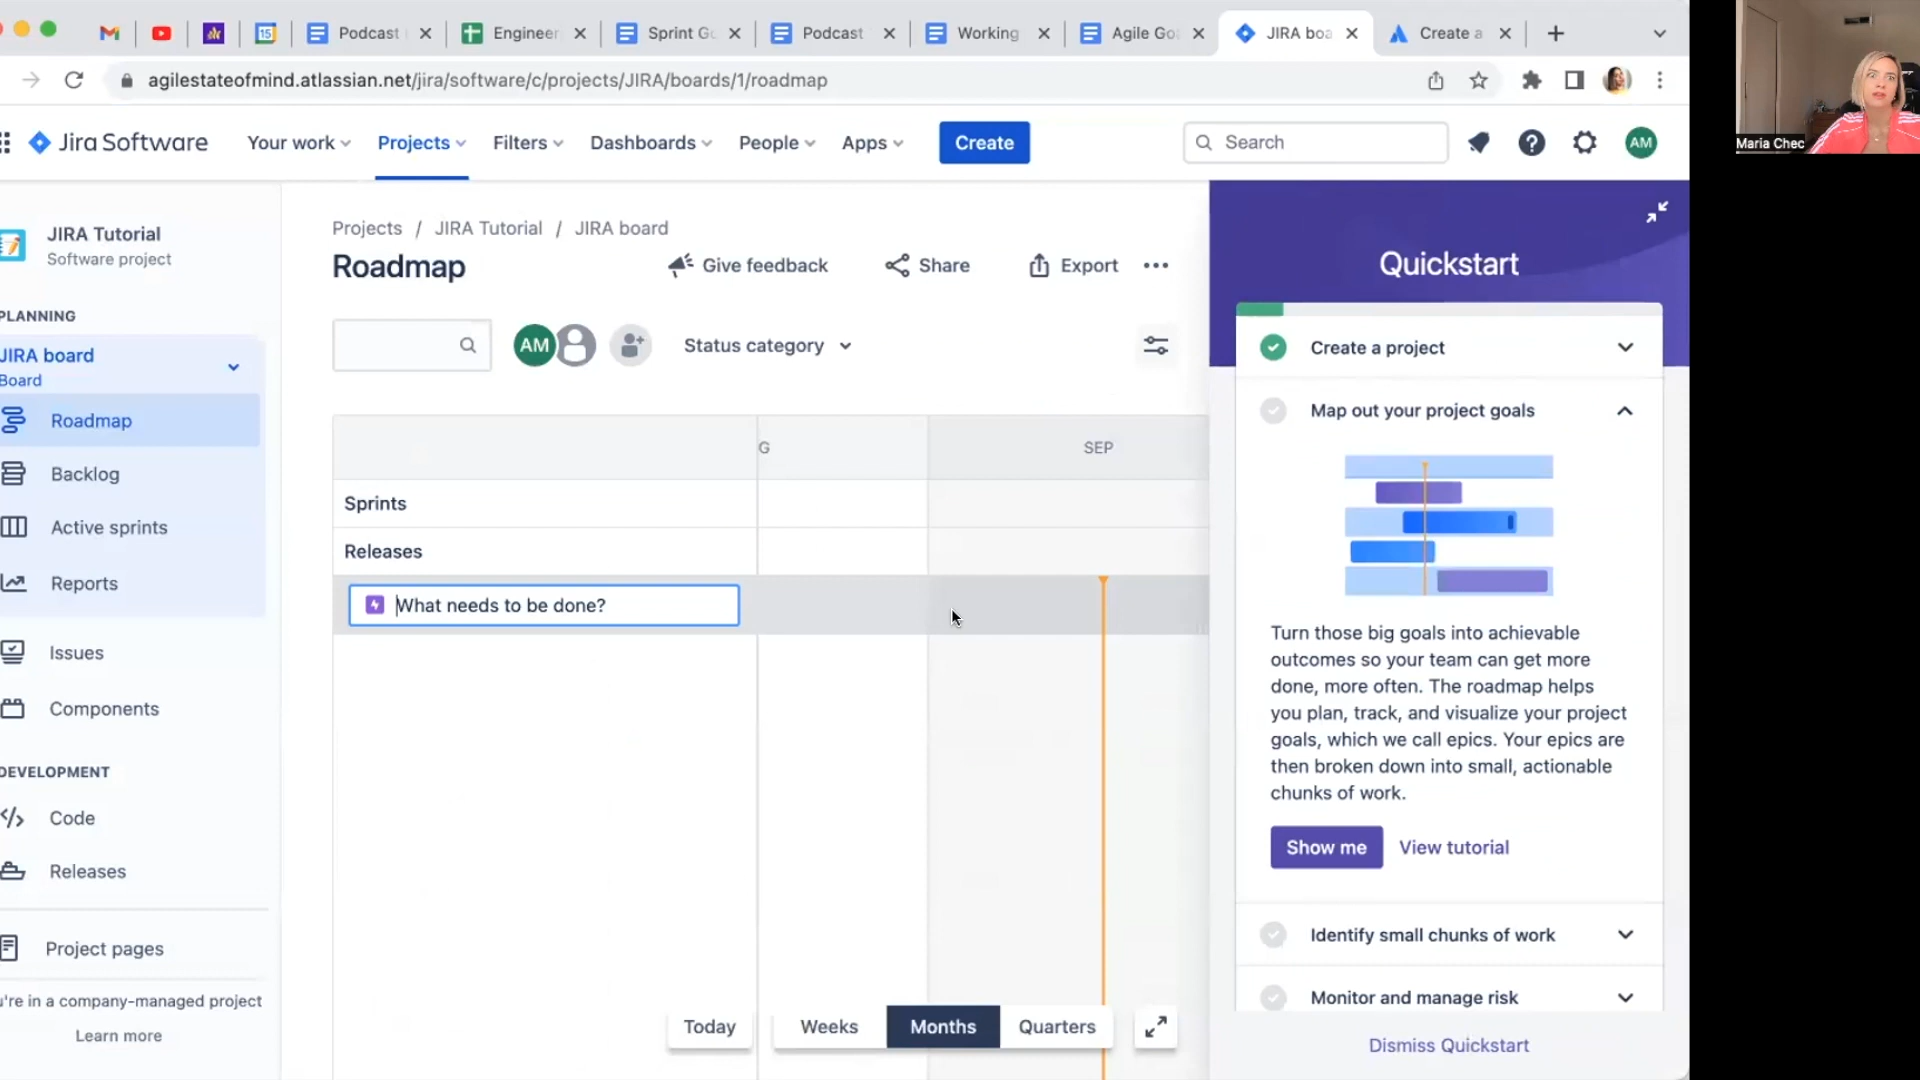 Podcast
Engineer
Sprint Go
Podcast
Working
Agile Goa
JIRA boa
Create a
agilestateofmind.atlassian.net/jira/software/c/projects/JIRA/boards/1/roadmap
Jira Software
Your work
Projects
Filters
Dashboards
People
Apps
Create
Search
AM
Maria Chec
JIRA Tutorial
Software project
PLANNING
JIRA board
Board
Roadmap
Backlog
Active sprints
Reports
Issues
Components
DEVELOPMENT
Code
Releases
Project pages
u're in a company-managed project
Learn more
Projects / JIRA Tutorial / JIRA board
Roadmap
Give feedback
Share
Export
AM
Status category
G
SEP
Sprints
Releases
What needs to be done?
Today
Weeks
Months
Quarters
Quickstart
Create a project
Map out your project goals
Turn those big goals into achievable
outcomes so your team can get more
done, more often. The roadmap helps
you plan, track, and visualize your project
goals, which we call epics. Your epics are
then broken down into small, actionable
chunks of work.
Show me
View tutorial
Identify small chunks of work
Monitor and manage risk
Dismiss Quickstart